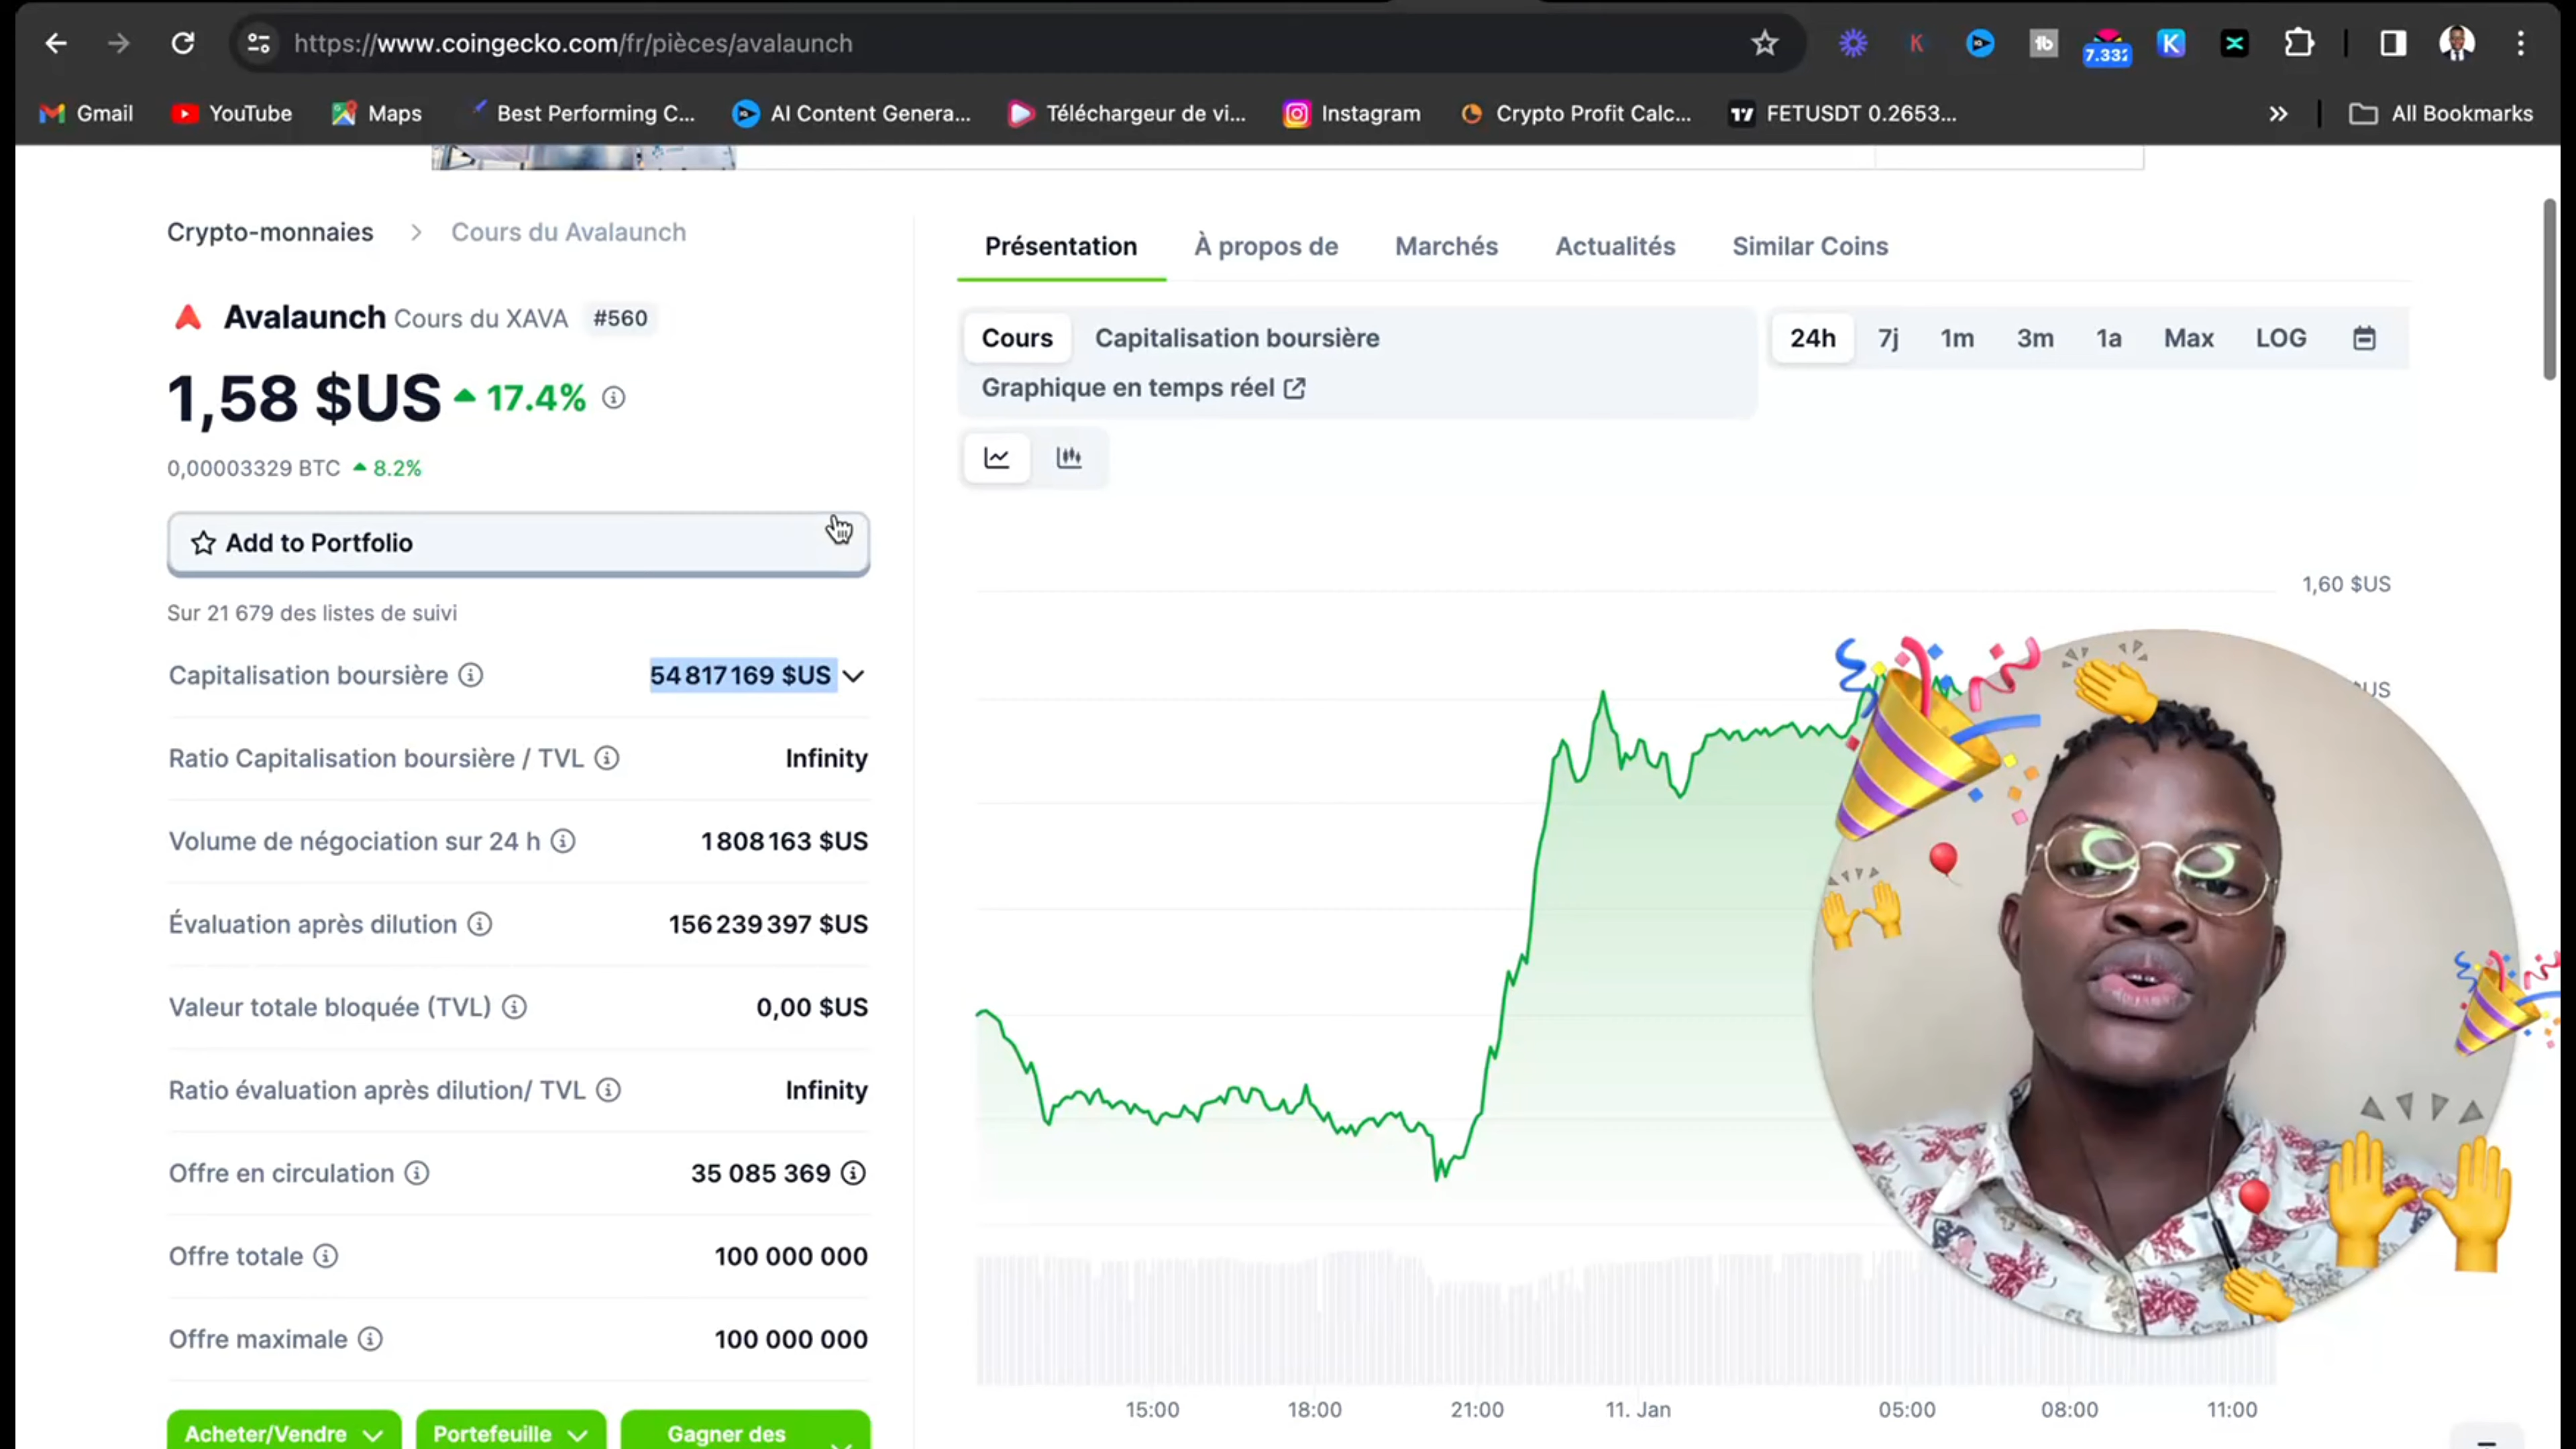 https://www.coingecko.com/fr/pièces/avalaunch
7.332
Gmail
YouTube
Maps
Best Performing C...
AI Content Genera...
Téléchargeur de vi...
Instagram
Crypto Profit Calc...
FETUSDT 0.2653...
All Bookmarks
Crypto-monnaies
Cours du Avalaunch
Avalaunch Cours du XAVA #560
1,58 $US 17.4%
0,00003329 BTC 8.2%
Add to Portfolio
Sur 21 679 des listes de suivi
Capitalisation boursière 54 817 169 $US
Ratio Capitalisation boursière / TVL Infinity
Volume de négociation sur 24 h 1 808 163 $US
Évaluation après dilution 156 239 397 $US
Valeur totale bloquée (TVL) 0,00 $US
Ratio évaluation après dilution/ TVL Infinity
Offre en circulation 35 085 369
Offre totale 100 000 000
Offre maximale 100 000 000
Acheter/Vendre
Portefeuille
Gagner des
Présentation
À propos de
Marchés
Actualités
Similar Coins
Cours
Capitalisation boursière
Graphique en temps réel
24h 7j 1m 3m 1a Max LOG
1,60 $US
15:00 18:00 21:00 11. Jan 05:00 08:00 11:00